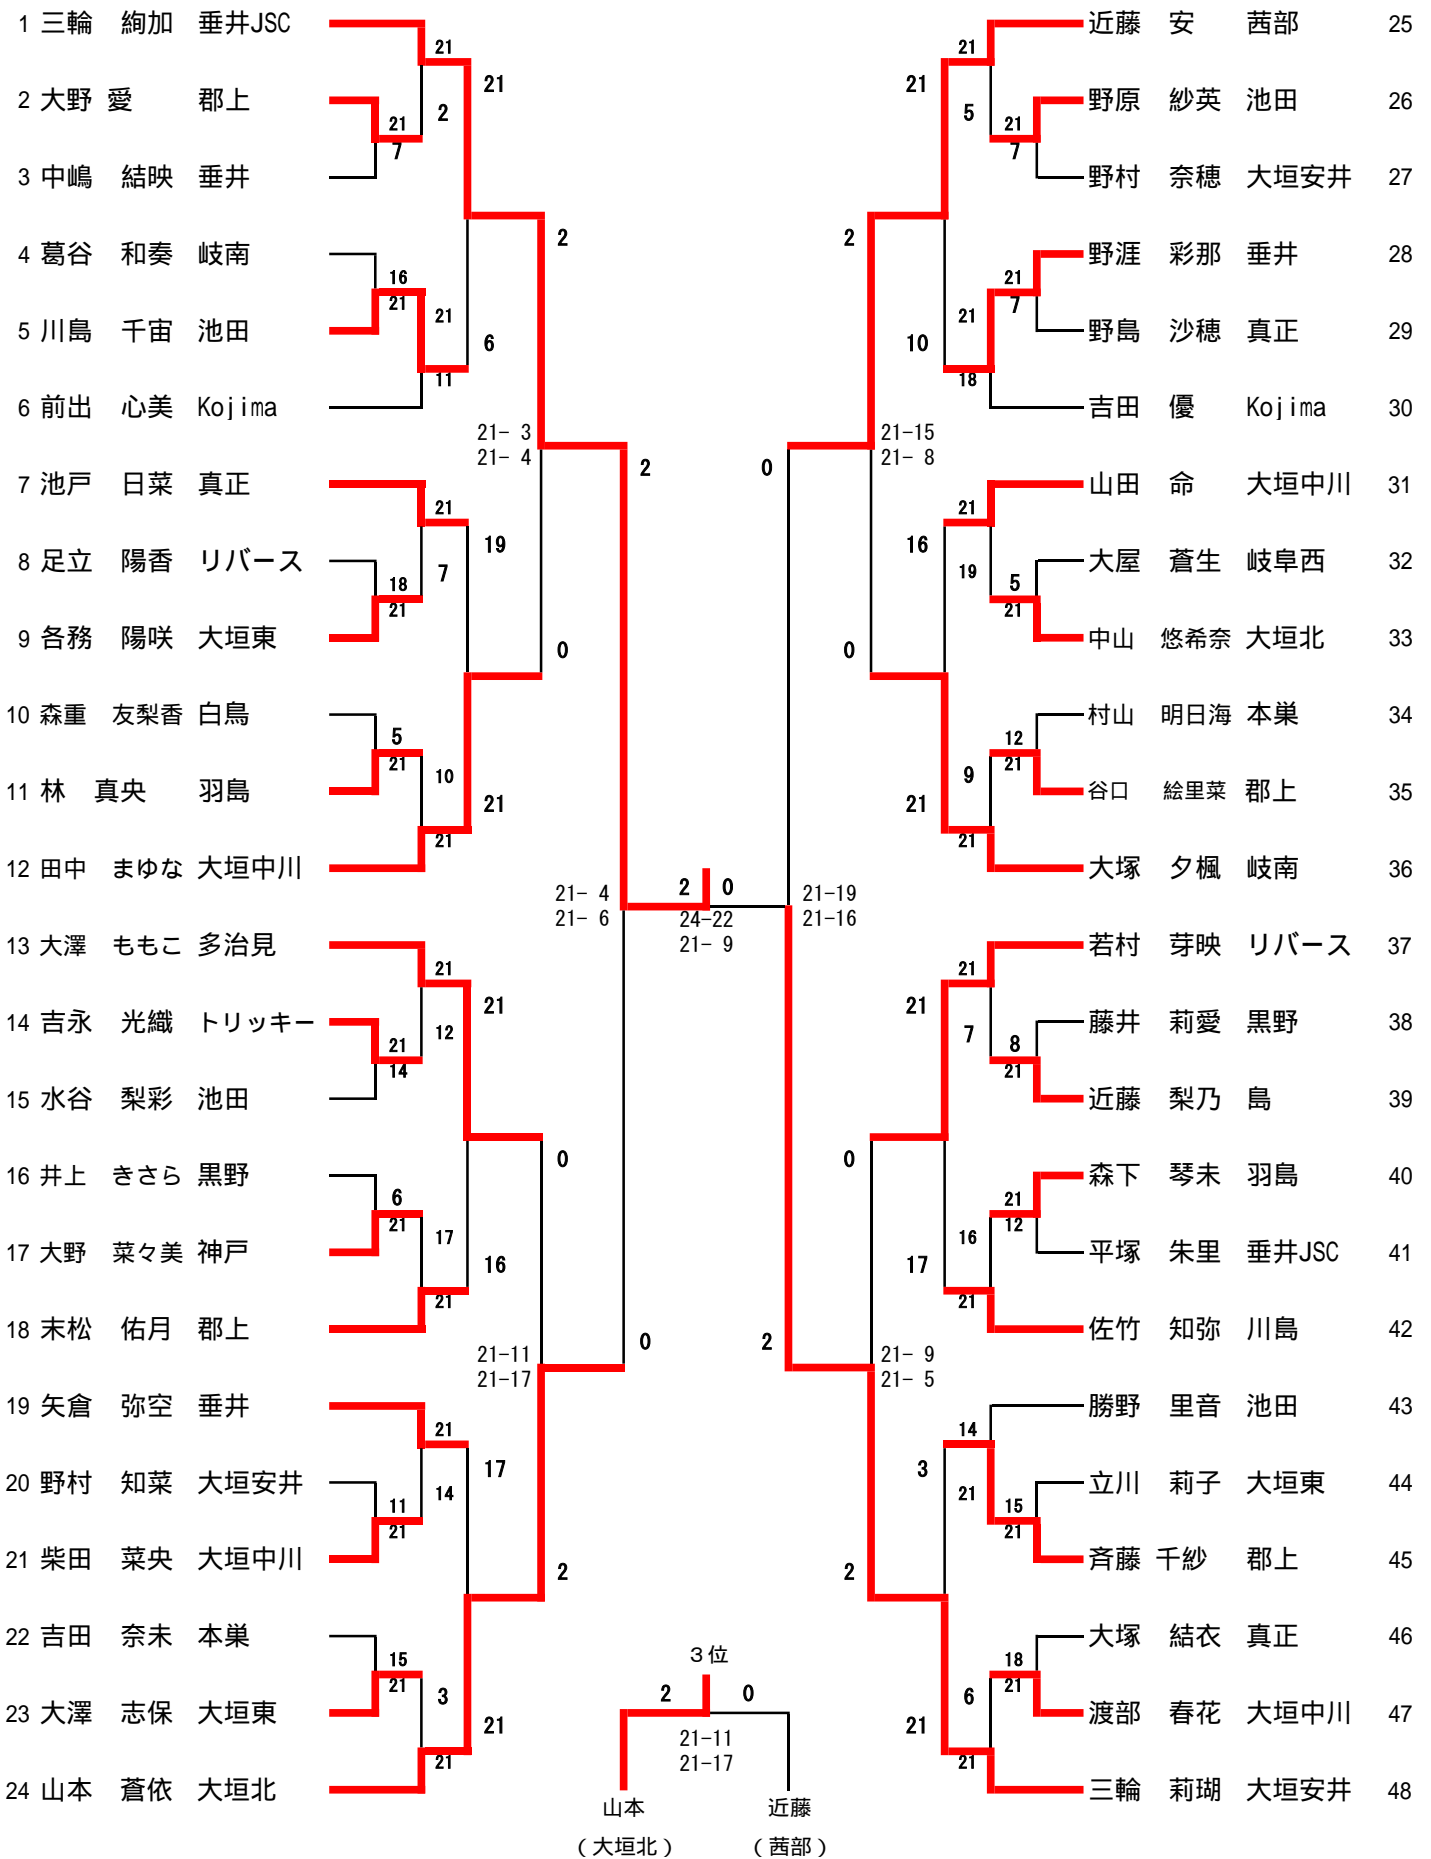 1 三輪 絢加 垂井JSC
2 大野 愛 郡上
3 中嶋 結映 垂井
4 葛谷 和奏 岐南
5 川島 千宙 池田
6 前出 心美 Kojima
7 池戸 日菜 真正
8 足立 陽香 リバース
9 各務 陽咲 大垣東
10 森重 友梨香 白鳥
11 林 真央 羽島
12 田中 まゆな 大垣中川
13 大澤 ももこ 多治見
14 吉永 光織 トリッキー
15 水谷 梨彩 池田
16 井上 きさら 黒野
17 大野 菜々美 神戸
18 末松 佑月 郡上
19 矢倉 弥空 垂井
20 野村 知菜 大垣安井
21 柴田 菜央 大垣中川
22 吉田 奈未 本巣
23 大澤 志保 大垣東
24 山本 蒼依 大垣北
21
2
21
7
16
21
21
11
21
7
18
21
5
21
10
21
21
12
21
14
6
21
17
21
21
14
11
21
15
21
3
21
21
6
19
21
21
16
17
21
2
21- 3
21- 4
0
0
21-11
21-17
2
2
21- 4
21- 6
0
2 0
24-22
21- 9
0
21-19
21-16
2
2
21-15
21- 8
0
0
21- 9
21- 5
2
21
10
16
21
21
17
3
21
21
5
21
7
21
7
21
18
21
19
5
21
12
21
9
21
21
7
8
21
21
12
16
21
14
21
15
21
18
21
6
21
近藤 安 茜部 25
野原 紗英 池田 26
野村 奈穂 大垣安井 27
野涯 彩那 垂井 28
野島 沙穂 真正 29
吉田 優 Kojima 30
山田 命 大垣中川 31
大屋 蒼生 岐阜西 32
中山 悠希奈 大垣北 33
村山 明日海 本巣 34
谷口 絵里菜 郡上 35
大塚 夕楓 岐南 36
若村 芽映 リバース 37
藤井 莉愛 黒野 38
近藤 梨乃 島 39
森下 琴未 羽島 40
平塚 朱里 垂井JSC 41
佐竹 知弥 川島 42
勝野 里音 池田 43
立川 莉子 大垣東 44
斉藤 千紗 郡上 45
大塚 結衣 真正 46
渡部 春花 大垣中川 47
三輪 莉瑚 大垣安井 48
３位
2 0
21-11
21-17
山本 近藤
(大垣北) (茜部)